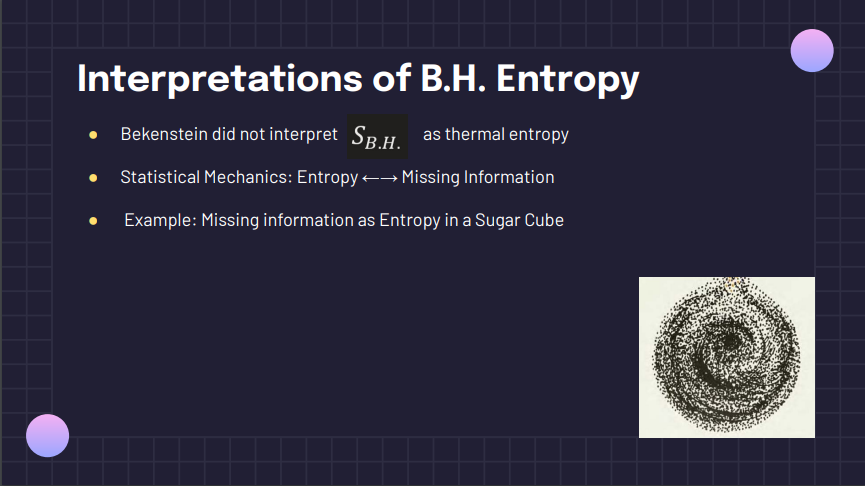 Interpretations of B.H. Entropy
Bekenstein did not interpret S_{B.H.} as thermal entropy
Statistical Mechanics: Entropy ←→ Missing Information
Example: Missing information as Entropy in a Sugar Cube